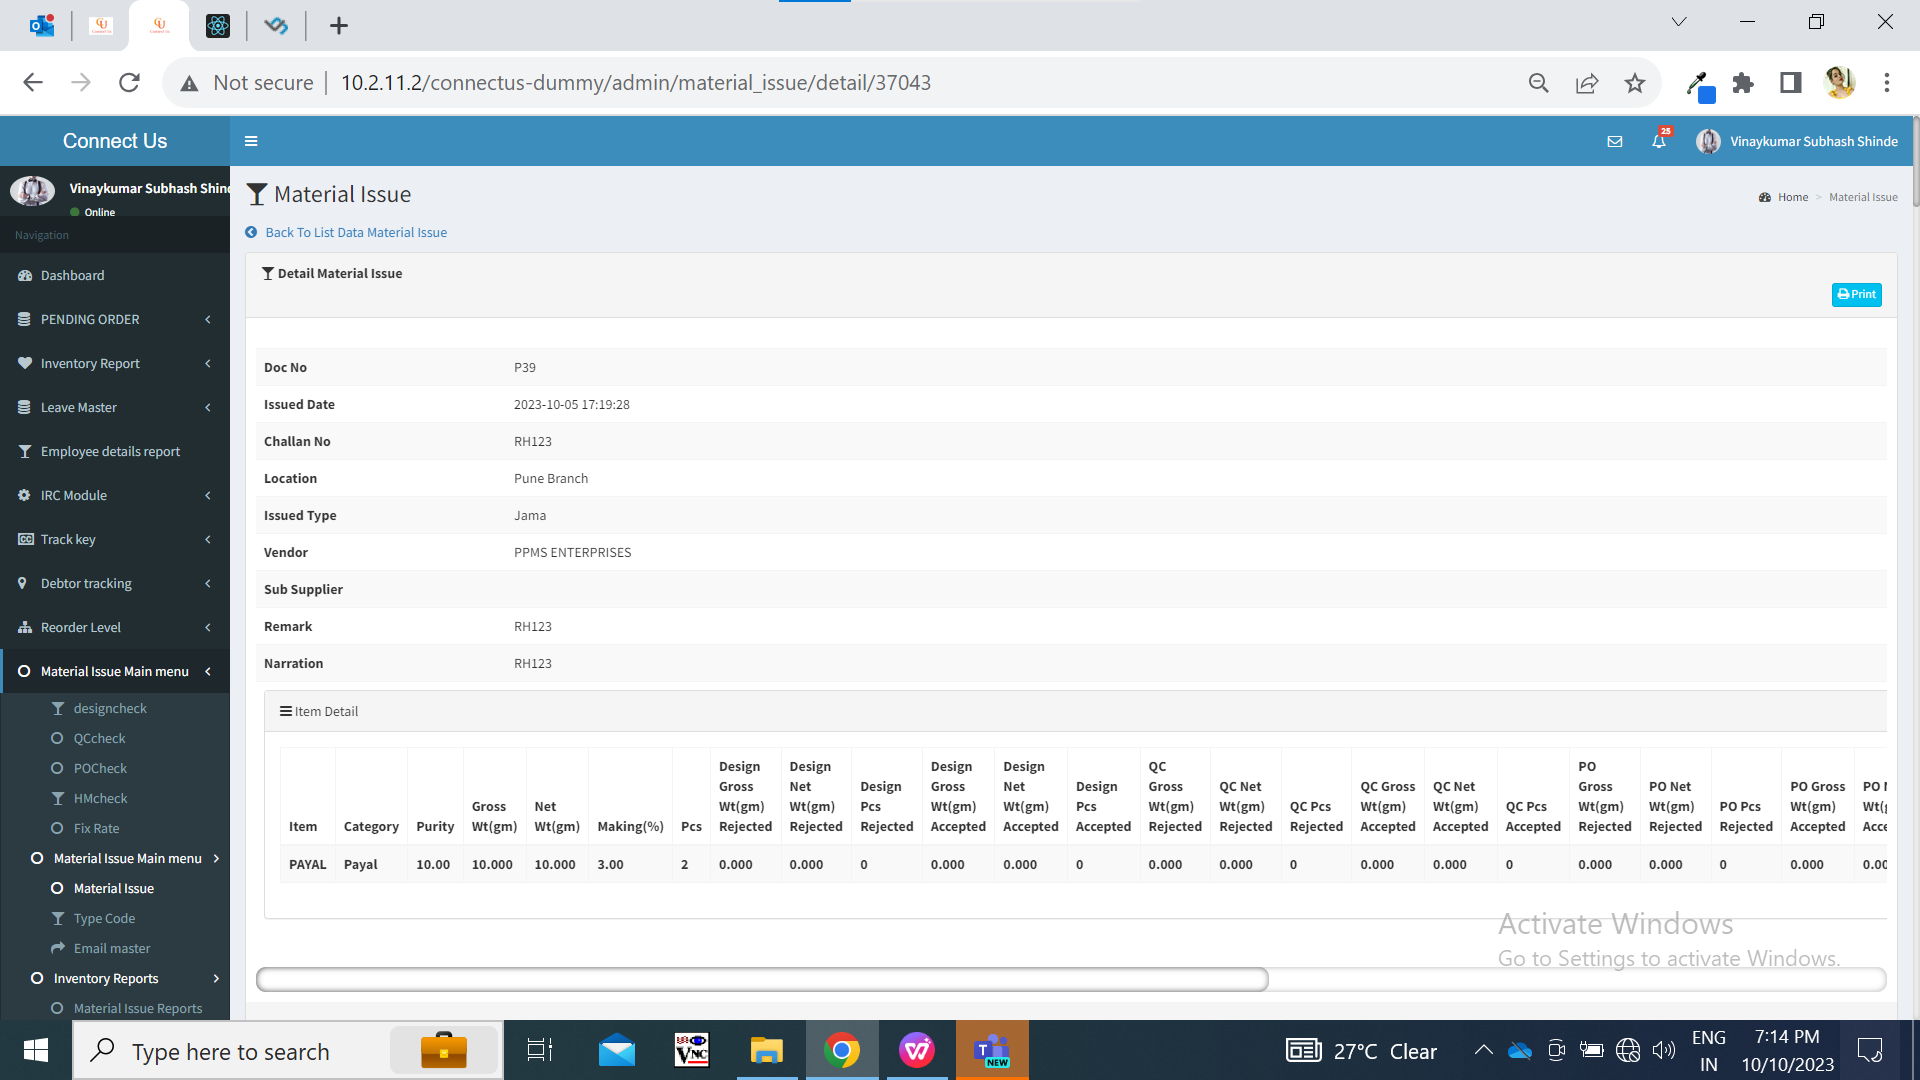 Not secure
10.2.11.2/connectus-dummy/admin/material_issue/detail/37043
Connect Us
25
Vinaykumar Subhash Shinde
Vinaykumar Subhash Shind
Online
Navigation
Dashboard
PENDING ORDER
Inventory Report
Leave Master
Employee details report
IRC Module
Track key
Debtor tracking
Reorder Level
Material Issue Main menu
designcheck
QCcheck
POCheck
HMcheck
Fix Rate
Material Issue Main menu
Material Issue
Type Code
Email master
Inventory Reports
Material Issue Reports
Material Issue
Home > Material Issue
Back To List Data Material Issue
Detail Material Issue
Print
Doc No P39
Issued Date 2023-10-05 17:19:28
Challan No RH123
Location Pune Branch
Issued Type Jama
Vendor PPMS ENTERPRISES
Sub Supplier
Remark RH123
Narration RH123
Item Detail
Item Category Purity Gross Wt(gm) Net Wt(gm) Making(%) Pcs Design Gross Wt(gm) Rejected Design Net Wt(gm) Rejected Design Pcs Rejected Design Gross Wt(gm) Accepted Design Net Wt(gm) Accepted Design Pcs Accepted QC Gross Wt(gm) Rejected QC Net Wt(gm) Rejected QC Pcs Rejected QC Gross Wt(gm) Accepted QC Net Wt(gm) Accepted QC Pcs Accepted PO Gross Wt(gm) Rejected PO Net Wt(gm) Rejected PO Pcs Rejected PO Gross Wt(gm) Accepted PO
PAYAL Payal 10.00 10.000 10.000 3.00 2 0.000 0.000 0 0.000 0.000 0 0.000 0.000 0 0.000 0.000 0 0.000 0.000 0 0.000 0.00
Activate Windows
Go to Settings to activate Windows.
Type here to search
VNC
NEW
27°C Clear
ENG
IN
7:14 PM
10/10/2023